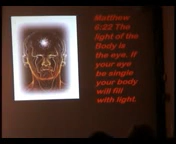 Matthew
6:22 The
light of the
Body is
the eye. If
your eye
be single
your body
will fill
with light.